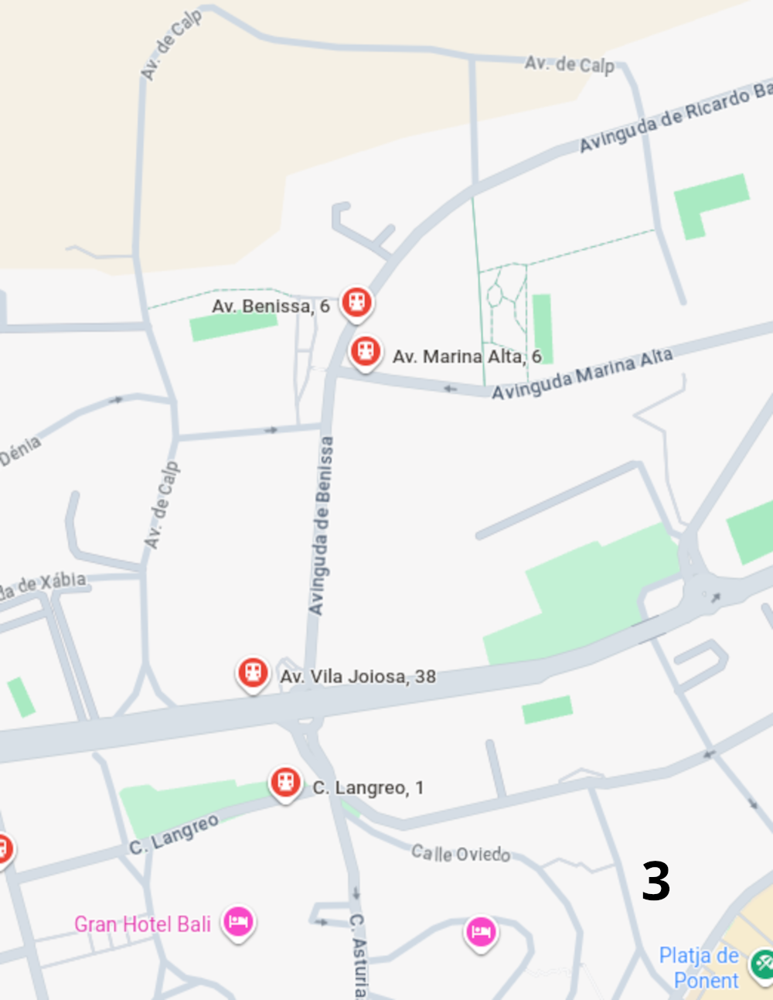 Av. de Calp
Av. de Calp
Avinguda de Ricardo Ba
Av. Benissa, 6
Av. Marina Alta, 6
Avinguda Marina Alta
Dénia
Avinguda de Benissa
Av. de Calp
da de Xábia
Av. Vila Joiosa, 38
C. Langreo, 1
C. Langreo
Calle Oviedo
3
Gran Hotel Bali
C. Asturia
Platja de
Ponent